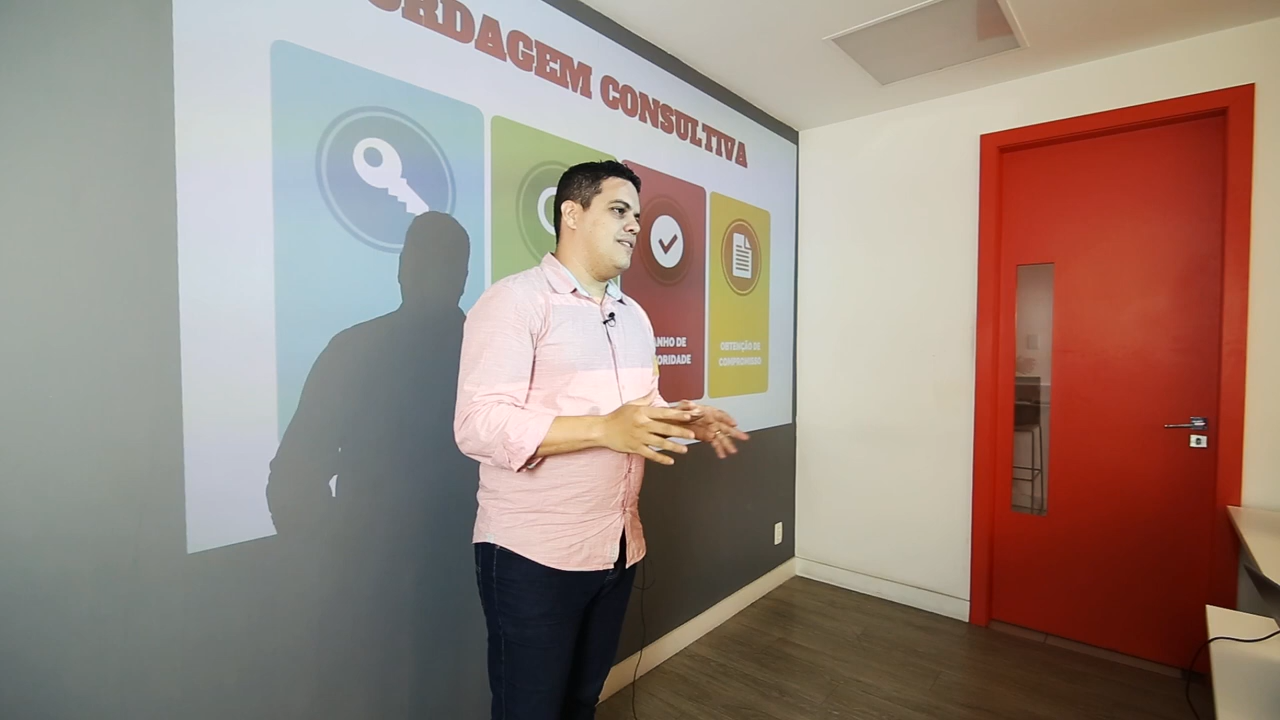 ORDAGEM CONSULTIVA
ANHO DE
ORIDADE
OBTENÇÃO DE
COMPROMISSO